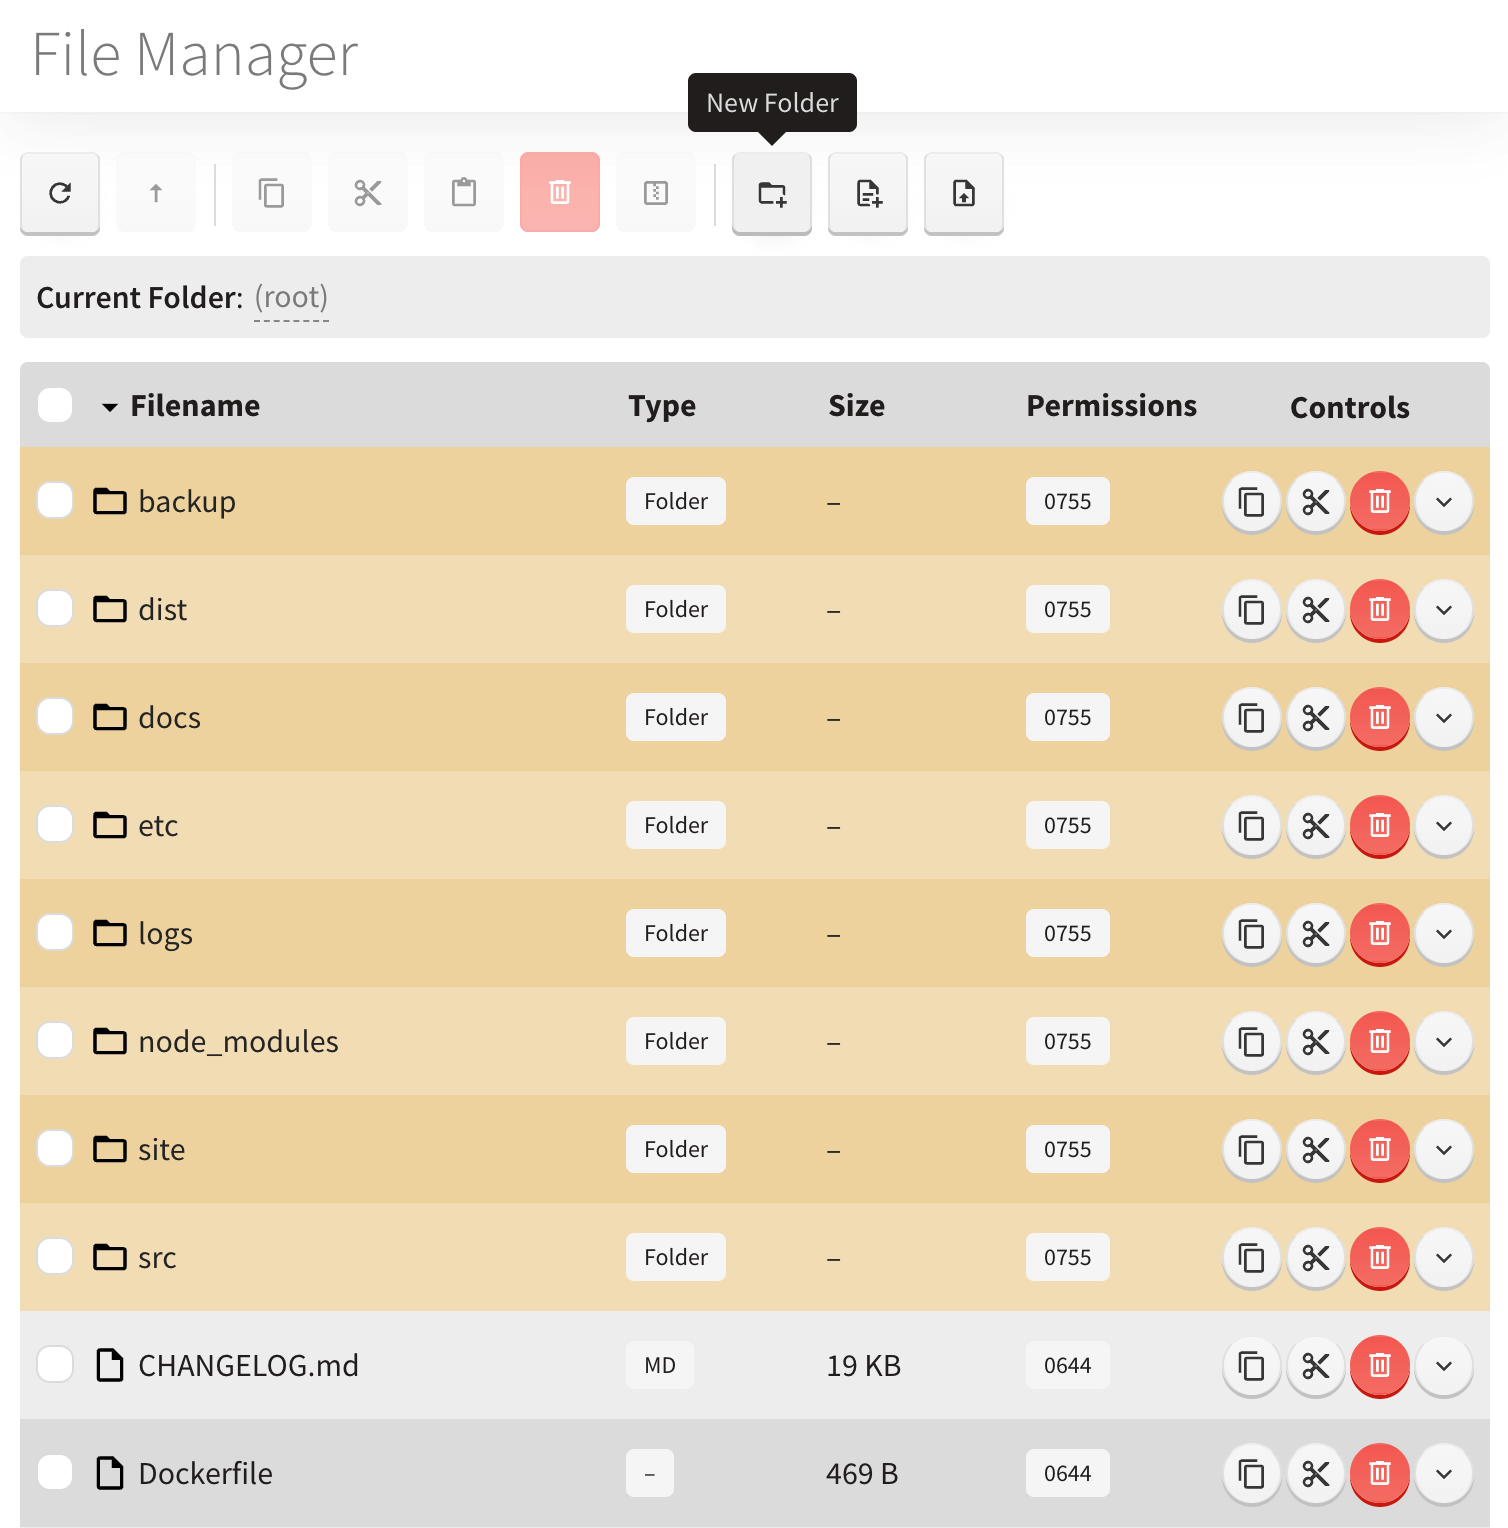 File Manager
New Folder
Current Folder: (root)
Filename Type Size Permissions Controls
backup Folder – 0755
dist Folder – 0755
docs Folder – 0755
etc Folder – 0755
logs Folder – 0755
node_modules Folder – 0755
site Folder – 0755
src Folder – 0755
CHANGELOG.md MD 19 KB 0644
Dockerfile – 469 B 0644